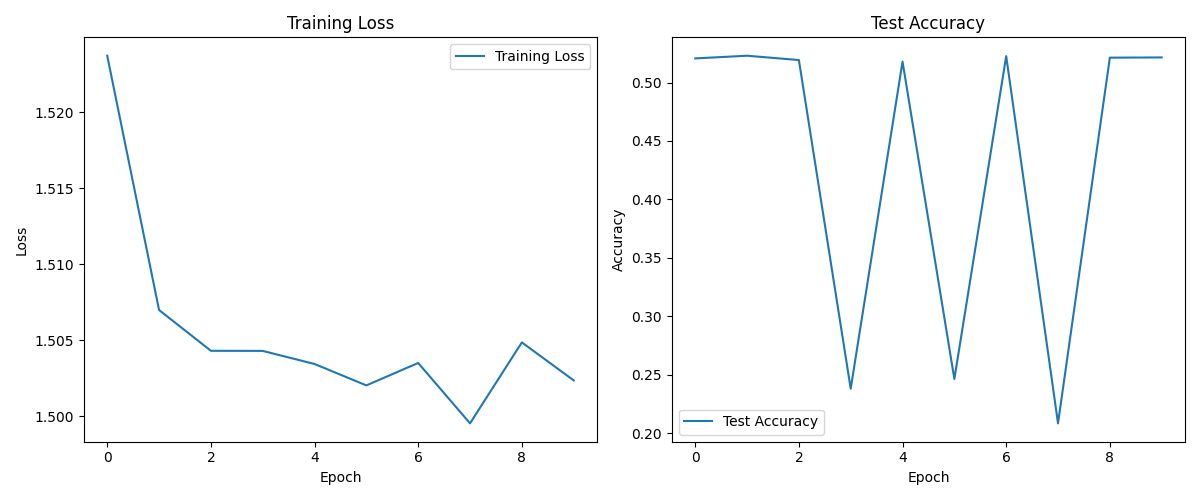 Training Loss
Training Loss
1.520
1.515
1.510
1.505
1.500
Loss
0 2 4 6 8
Epoch
Test Accuracy
0.50
0.45
0.40
0.35
0.30
0.25
0.20
Accuracy
Test Accuracy
0 2 4 6 8
Epoch